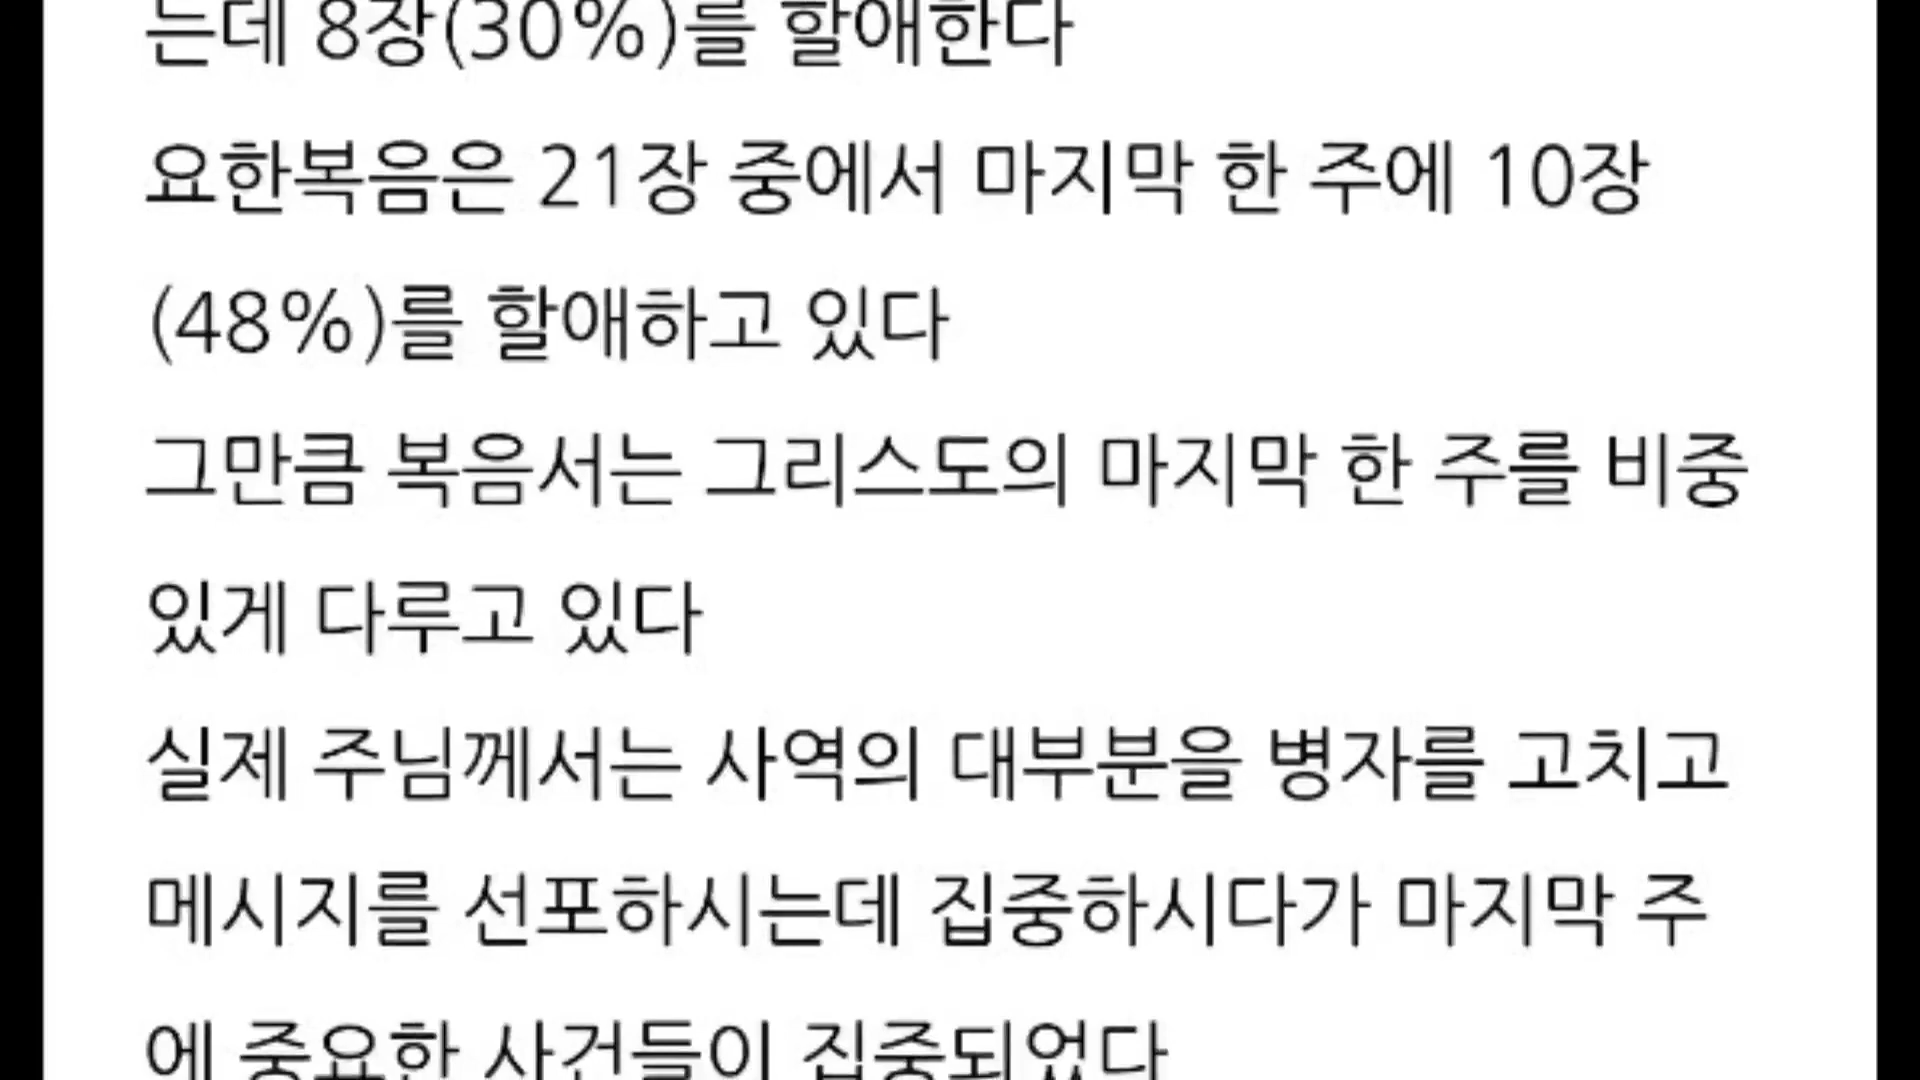 는데 8장(30%)를 할애한다
요한복음은 21장 중에서 마지막 한 주에 10장
(48%)를 할애하고 있다
그만큼 복음서는 그리스도의 마지막 한 주를 비중
있게 다루고 있다
실제 주님께서는 사역의 대부분을 병자를 고치고
메시지를 선포하시는데 집중하시다가 마지막 주
에 중요한 사건들이 집중되었다